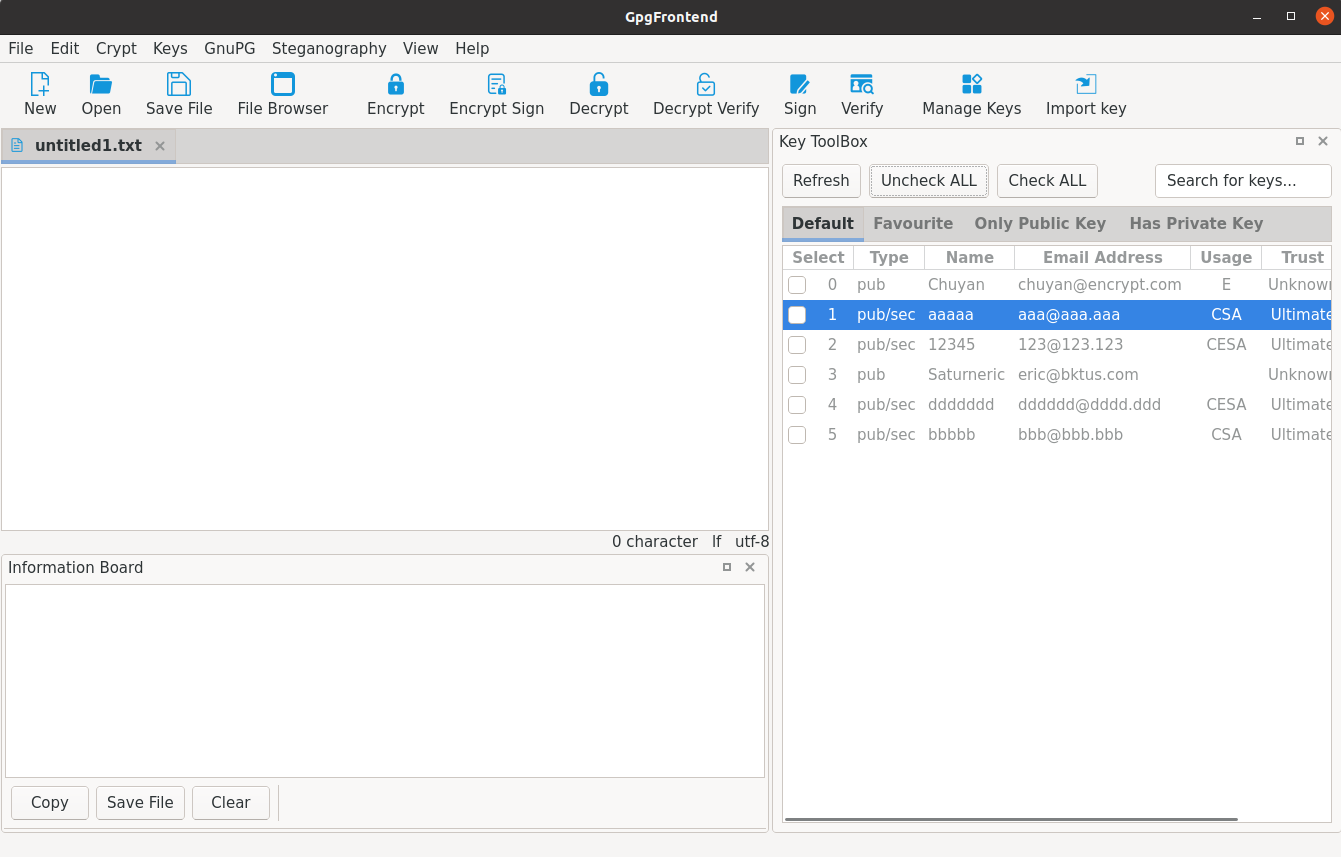 GpgFrontend
File Edit Crypt Keys GnuPG Steganography View Help
New Open Save File File Browser Encrypt Encrypt Sign Decrypt Decrypt Verify Sign Verify Manage Keys Import key
untitled1.txt
0 character lf utf-8
Information Board
Copy Save File Clear
Key ToolBox
Refresh Uncheck ALL Check ALL Search for keys...
Default Favourite Only Public Key Has Private Key
Select Type Name Email Address Usage Trust
0 pub Chuyan chuyan@encrypt.com E Unknown
1 pub/sec aaaaa aaa@aaa.aaa CSA Ultimate
2 pub/sec 12345 123@123.123 CESA Ultimate
3 pub Saturneric eric@bktus.com Unknown
4 pub/sec ddddddd dddddd@dddd.ddd CESA Ultimate
5 pub/sec bbbbb bbb@bbb.bbb CSA Ultimate